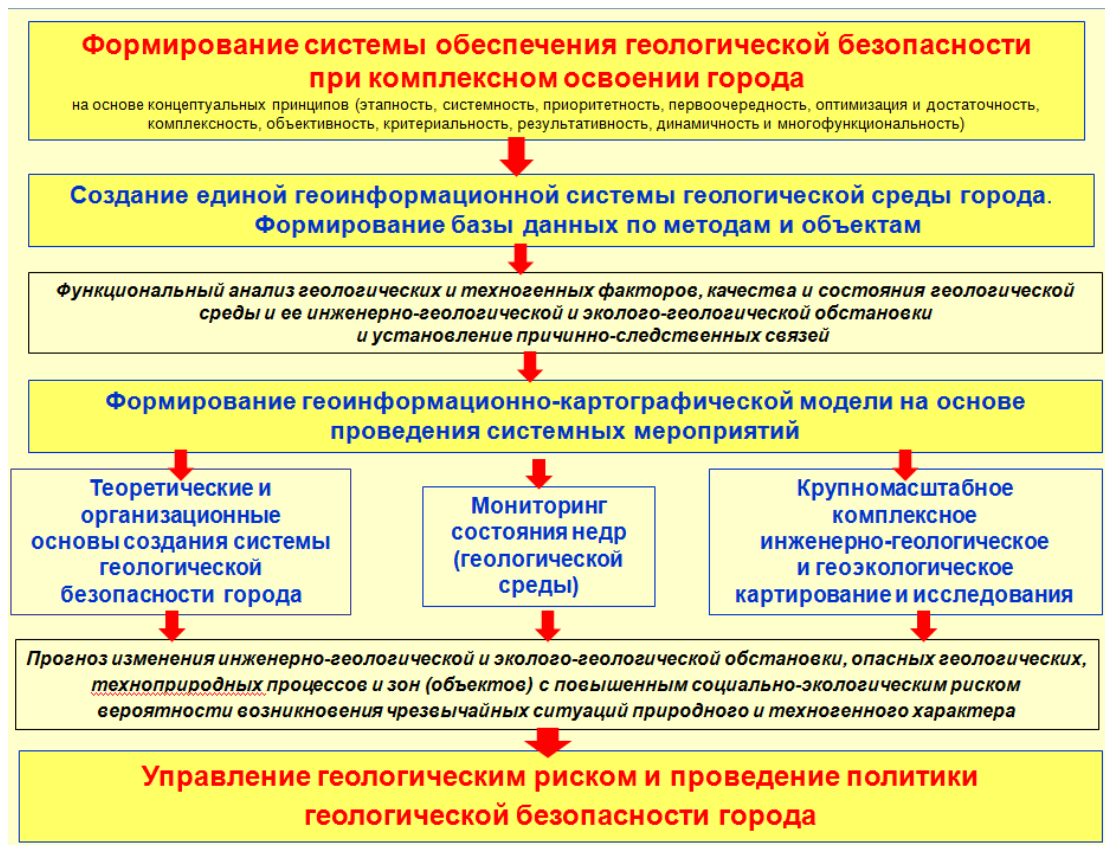 Формирование системы обеспечения геологической безопасности
при комплексном освоении города
на основе концептуальных принципов (этапность, системность, приоритетность, первоочередность, оптимизация и достаточность,
комплексность, объективность, критериальность, результативность, динамичность и многофункциональность)
Создание единой геоинформационной системы геологической среды города.
Формирование базы данных по методам и объектам
Функциональный анализ геологических и техногенных факторов, качества и состояния геологической
среды и ее инженерно-геологической и эколого-геологической обстановки
и установление причинно-следственных связей
Формирование геоинформационно-картографической модели на основе
проведения системных мероприятий
Теоретические и
организационные
основы создания системы
геологической
безопасности города
Мониторинг
состояния недр
(геологической
среды)
Крупномасштабное
комплексное
инженерно-геологическое
и геоэкологическое
картирование и исследования
Прогноз изменения инженерно-геологической и эколого-геологической обстановки, опасных геологических,
техноприродных процессов и зон (объектов) с повышенным социально-экологическим риском
вероятности возникновения чрезвычайных ситуаций природного и техногенного характера
Управление геологическим риском и проведение политики
геологической безопасности города